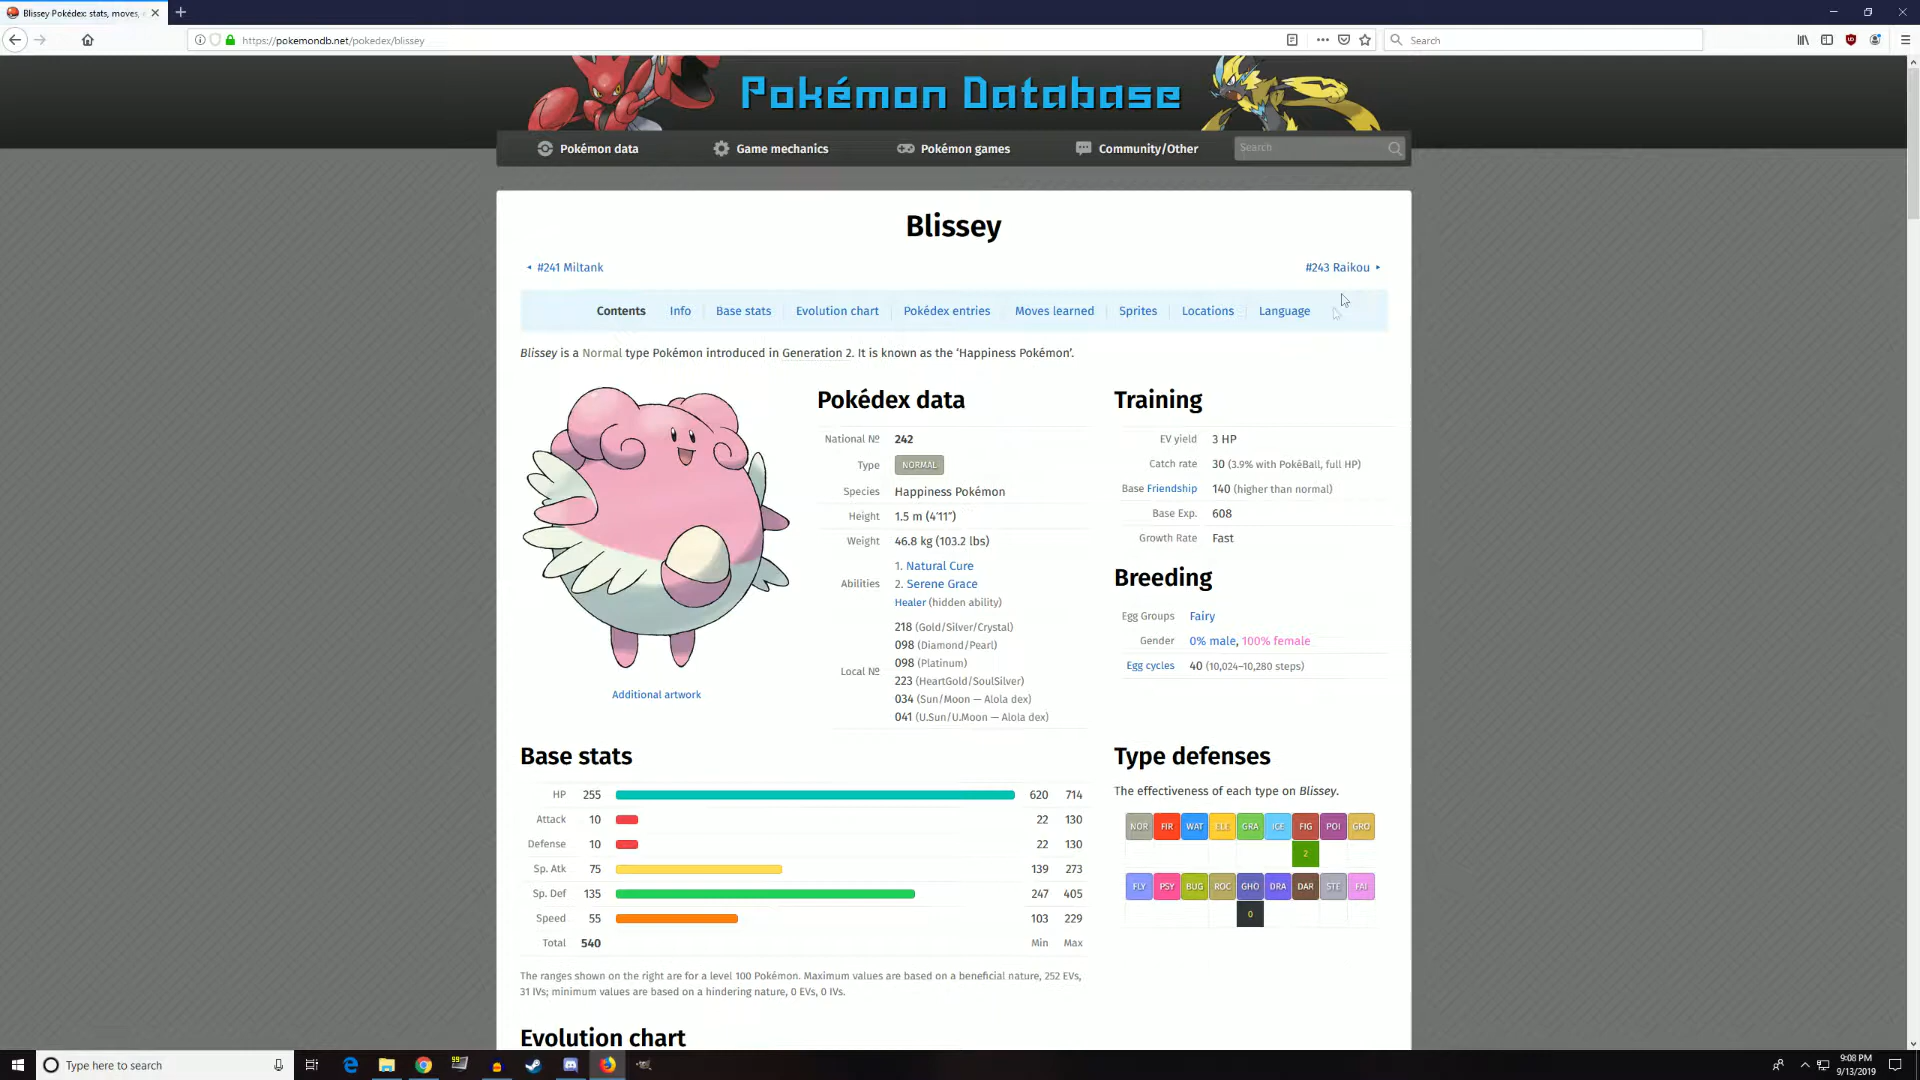 Blissey Pokédex: stats, moves,
https://pokemondb.net/pokedex/blissey
Search
Pokémon Database
Pokémon data
Game mechanics
Pokémon games
Community/Other
Search
Blissey
#241 Miltank
#243 Raikou
Contents
Info
Base stats
Evolution chart
Pokédex entries
Moves learned
Sprites
Locations
Language
Blissey is a Normal type Pokémon introduced in Generation 2. It is known as the ‘Happiness Pokémon’.
Additional artwork
Pokédex data
National № 242
Type NORMAL
Species Happiness Pokémon
Height 1.5 m (4′11″)
Weight 46.8 kg (103.2 lbs)
Abilities
1. Natural Cure
2. Serene Grace
Healer (hidden ability)
Local №
218 (Gold/Silver/Crystal)
098 (Diamond/Pearl)
098 (Platinum)
223 (HeartGold/SoulSilver)
034 (Sun/Moon — Alola dex)
041 (U.Sun/U.Moon — Alola dex)
Training
EV yield 3 HP
Catch rate 30 (3.9% with PokéBall, full HP)
Base Friendship 140 (higher than normal)
Base Exp. 608
Growth Rate Fast
Breeding
Egg Groups Fairy
Gender 0% male, 100% female
Egg cycles 40 (10,024–10,280 steps)
Base stats
HP 255 620 714
Attack 10 22 130
Defense 10 22 130
Sp. Atk 75 139 273
Sp. Def 135 247 405
Speed 55 103 229
Total 540 Min Max
The ranges shown on the right are for a level 100 Pokémon. Maximum values are based on a beneficial nature, 252 EVs,
31 IVs; minimum values are based on a hindering nature, 0 EVs, 0 IVs.
Type defenses
The effectiveness of each type on Blissey.
NOR FIR WAT ELE GRA ICE FIG POI GRO
2
FLY PSY BUG ROC GHO DRA DAR STE FAI
0
Evolution chart
Type here to search
99
9:08 PM
9/13/2019